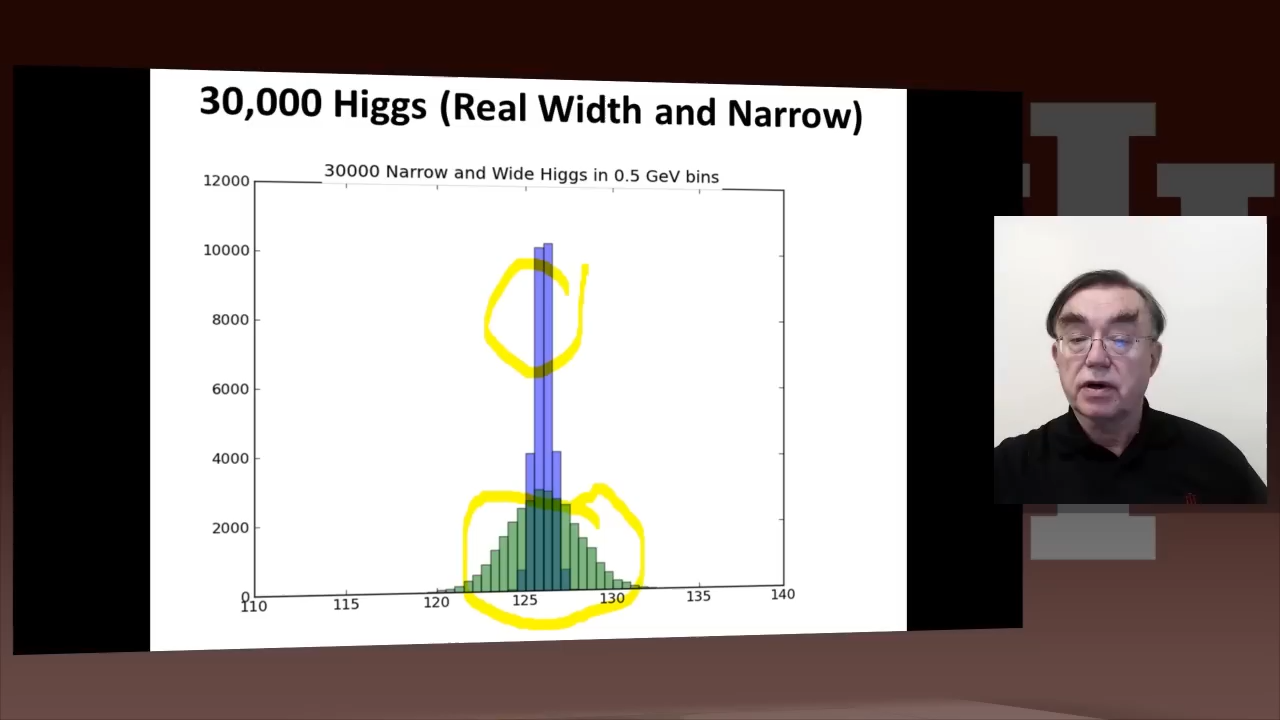 30,000 Higgs (Real Width and Narrow)
30000 Narrow and Wide Higgs in 0.5 GeV bins
12000
10000
8000
6000
4000
2000
0
110 115 120 125 130 135 140